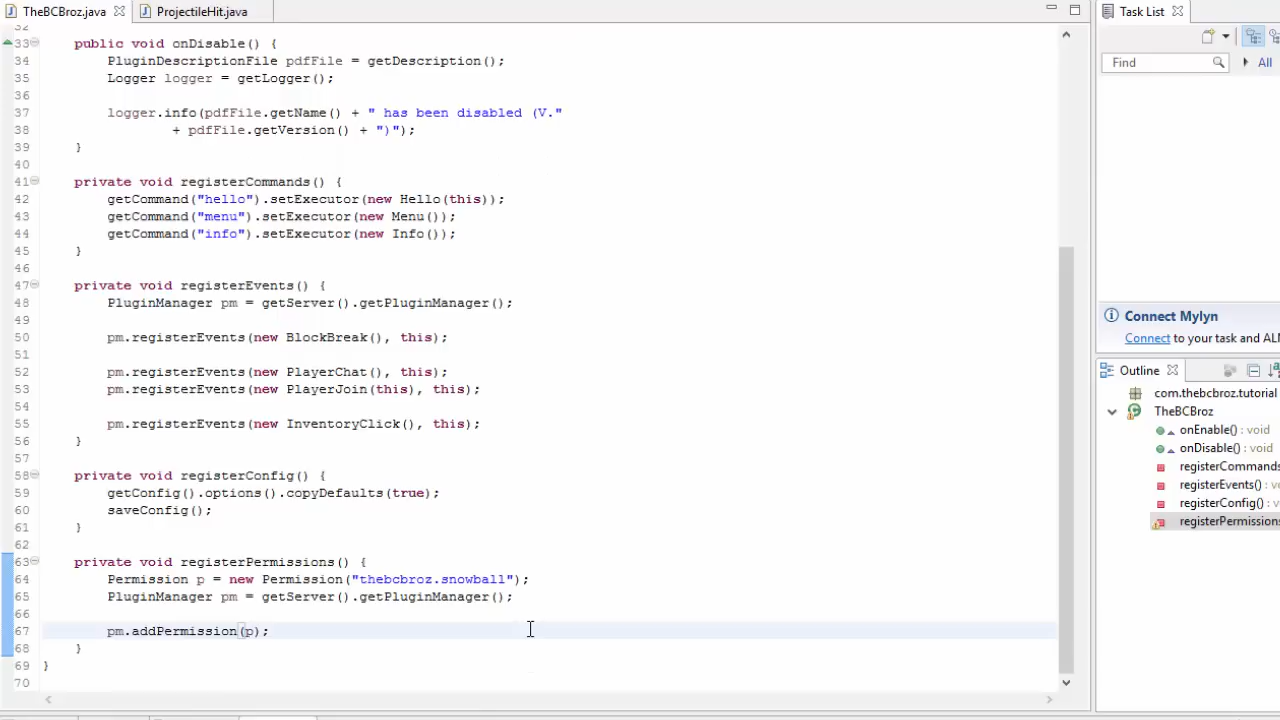 TheBCBroz.java
ProjectileHit.java
Task List
33 public void onDisable() {
34 PluginDescriptionFile pdfFile = getDescription();
35 Logger logger = getLogger();
36
37 logger.info(pdfFile.getName() + " has been disabled (V."
38 + pdfFile.getVersion() + ")");
39 }
40
41 private void registerCommands() {
42 getCommand("hello").setExecutor(new Hello(this));
43 getCommand("menu").setExecutor(new Menu());
44 getCommand("info").setExecutor(new Info());
45 }
46
47 private void registerEvents() {
48 PluginManager pm = getServer().getPluginManager();
49
50 pm.registerEvents(new BlockBreak(), this);
51
52 pm.registerEvents(new PlayerChat(), this);
53 pm.registerEvents(new PlayerJoin(this), this);
54
55 pm.registerEvents(new InventoryClick(), this);
56 }
57
58 private void registerConfig() {
59 getConfig().options().copyDefaults(true);
60 saveConfig();
61 }
62
63 private void registerPermissions() {
64 Permission p = new Permission("thebcbroz.snowball");
65 PluginManager pm = getServer().getPluginManager();
66
67 pm.addPermission(p);
68 }
69 }
70
Find
All
Connect Mylyn
Connect to your task and ALM
Outline
com.thebcbroz.tutorial
TheBCBroz
onEnable() : void
onDisable() : void
registerCommands
registerEvents() : v
registerConfig() : v
registerPermissions